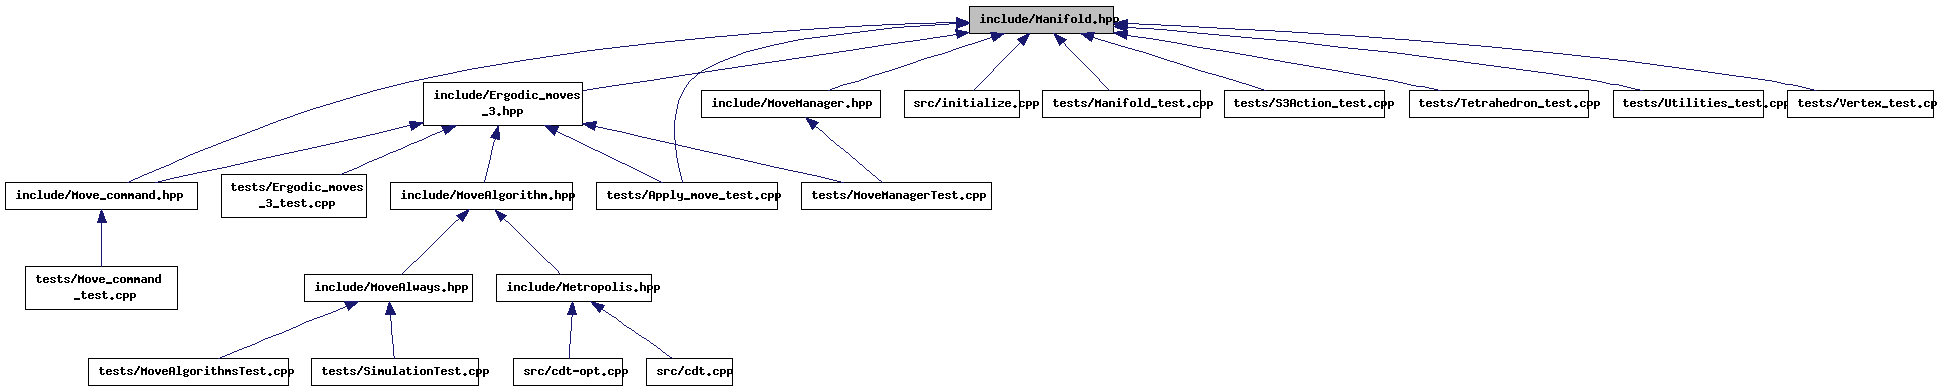 include/Manifold.hpp
include/Ergodic_moves
_3.hpp
include/MoveManager.hpp
src/initialize.cpp
tests/Manifold_test.cpp
tests/S3Action_test.cpp
tests/Tetrahedron_test.cpp
tests/Utilities_test.cpp
tests/Vertex_test.cp
include/Move_command.hpp
tests/Ergodic_moves
_3_test.cpp
include/MoveAlgorithm.hpp
tests/Apply_move_test.cpp
tests/MoveManagerTest.cpp
tests/Move_command
_test.cpp
include/MoveAlways.hpp
include/Metropolis.hpp
tests/MoveAlgorithmsTest.cpp
tests/SimulationTest.cpp
src/cdt-opt.cpp
src/cdt.cpp